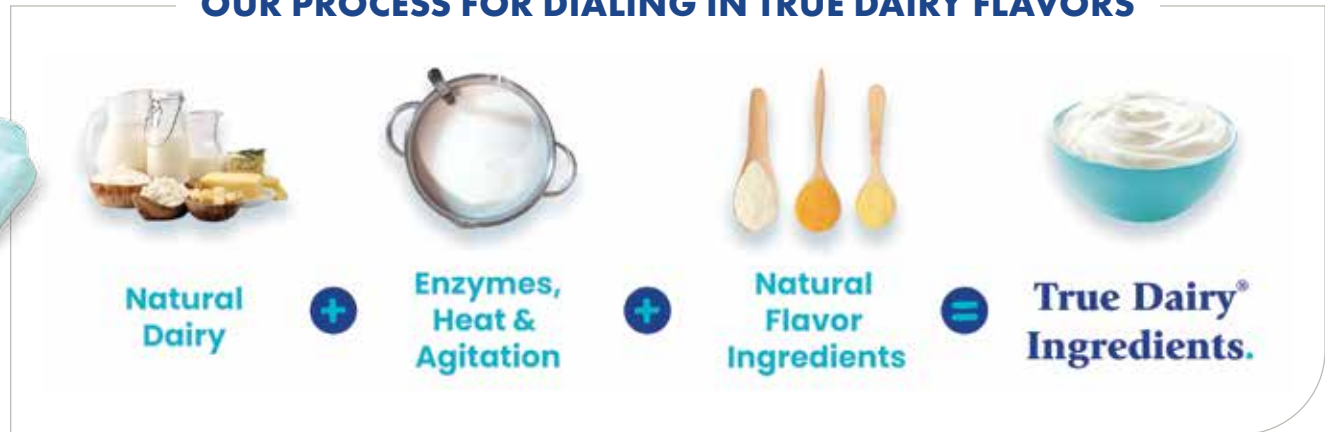 OUR PROCESS FOR DIALING IN TRUE DAIRY FLAVORS
Natural
Dairy
+
Enzymes,
Heat &
Agitation
+
Natural
Flavor
Ingredients
=
True Dairy®
Ingredients.